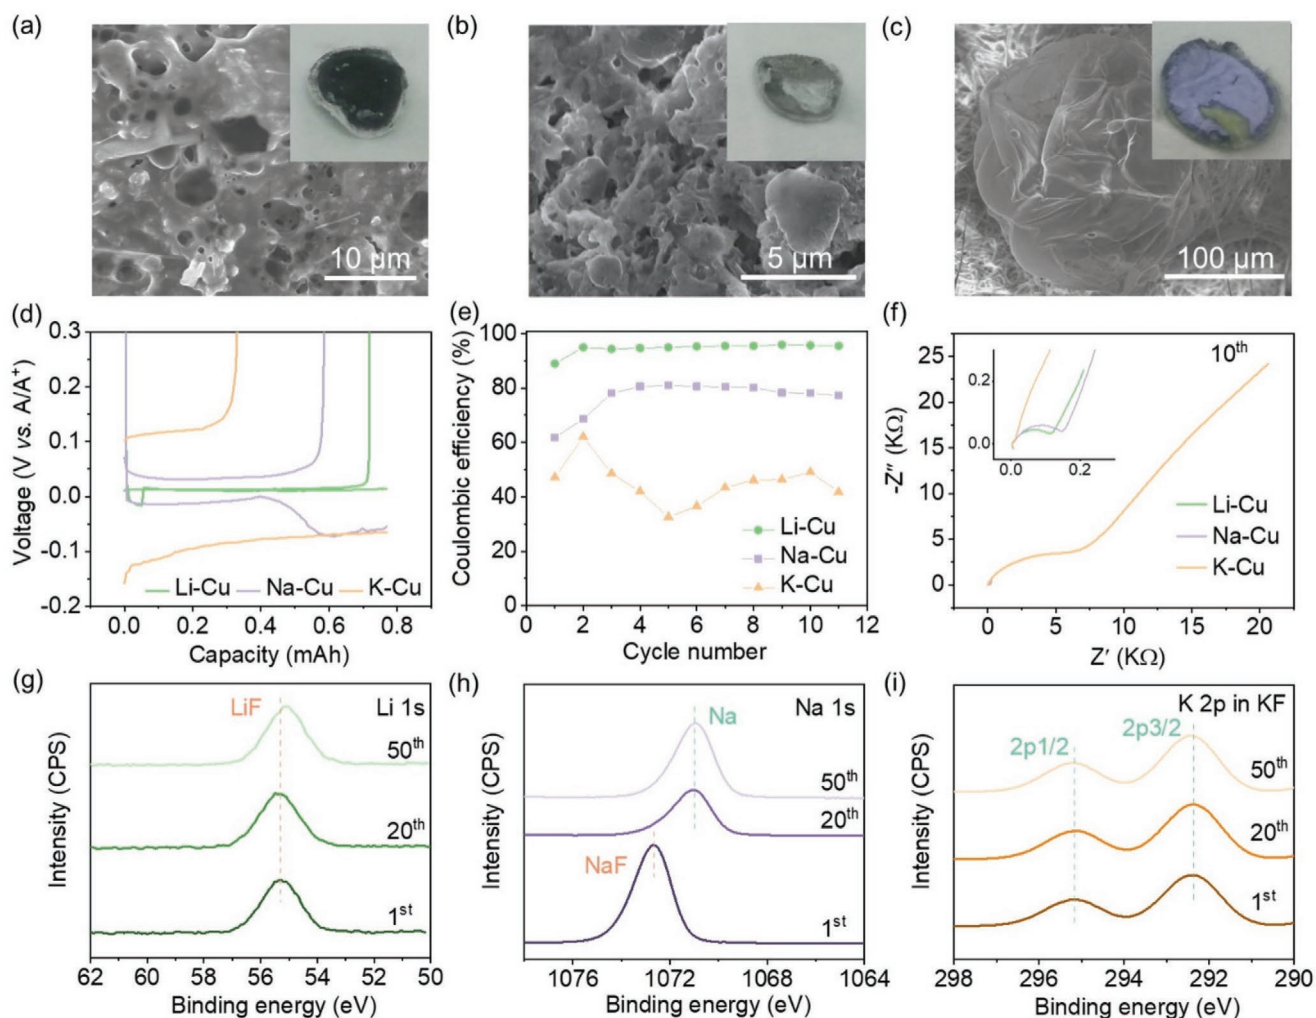 (a)
10 µm
(b)
5 µm
(c)
100 µm
(d)
Voltage (V vs. A/A⁺)
0.3
0.2
0.1
0.0
-0.1
-0.2
Li-Cu Na-Cu K-Cu
0.0 0.2 0.4 0.6 0.8
Capacity (mAh)
(e)
Coulombic efficiency (%)
100
80
60
40
20
0
Li-Cu
Na-Cu
K-Cu
0 2 4 6 8 10 12
Cycle number
(f)
-Z″ (KΩ)
25
20
15
10
5
0
10th
0.2
0.0
0.0 0.2
Li-Cu
Na-Cu
K-Cu
0 5 10 15 20
Z′ (KΩ)
(g)
Intensity (CPS)
LiF
Li 1s
50th
20th
1st
62 60 58 56 54 52 50
Binding energy (eV)
(h)
Intensity (CPS)
Na
Na 1s
50th
20th
NaF
1st
1076 1072 1068 1064
Binding energy (eV)
(i)
Intensity (CPS)
K 2p in KF
2p1/2
2p3/2
50th
20th
1st
298 296 294 292 290
Binding energy (eV)